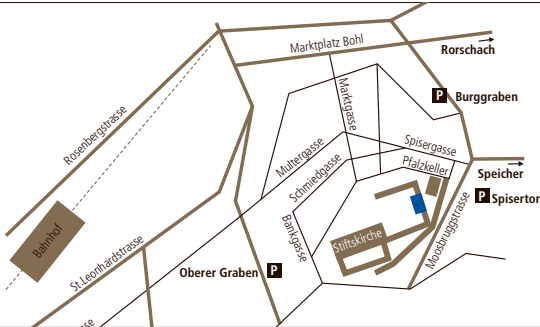 Marktplatz Bohl
Rorschach
Rosenbergstrasse
Marktgasse
P Burggraben
Multergasse
Schmiedgasse
Spisergasse
Pfalzkeller
Speicher
P Spisertor
Moosbruggstrasse
Bahnhof
Bankgasse
Stiftskirche
St.Leonhardstrasse
Oberer Graben P
sse